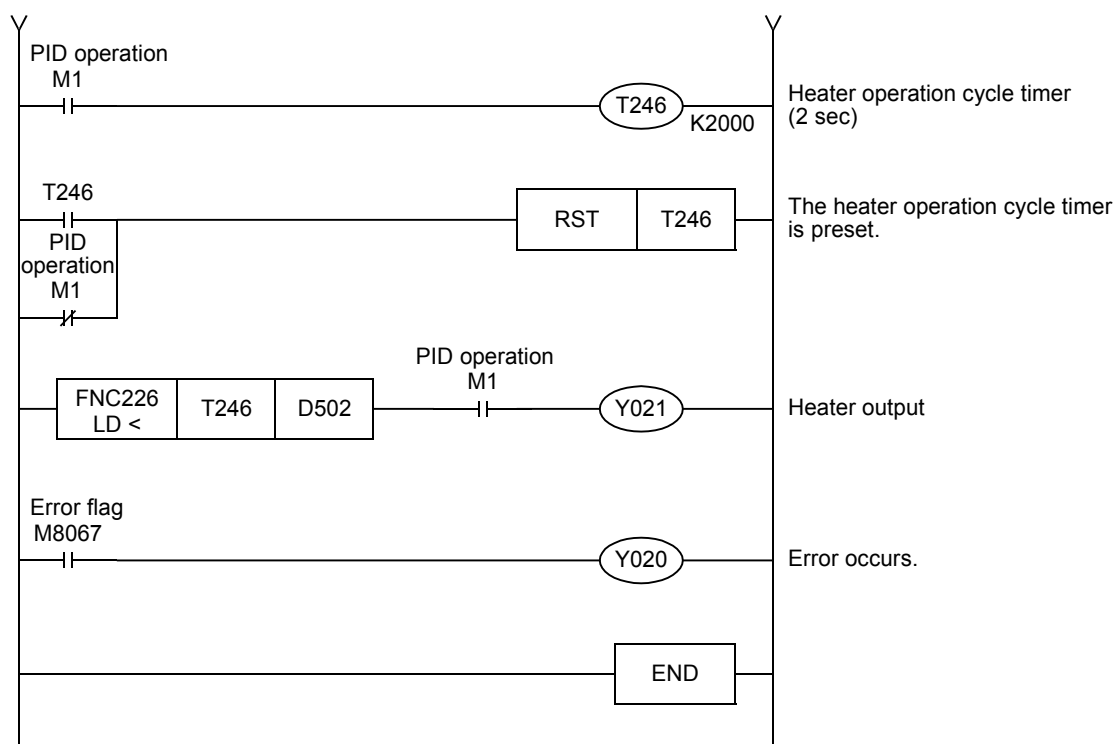 PID operation
M1
T246
K2000
Heater operation cycle timer
(2 sec)
T246
RST
T246
The heater operation cycle timer
is preset.
PID
operation
M1
PID operation
M1
FNC226
LD <
T246
D502
Y021
Heater output
Error flag
M8067
Y020
Error occurs.
END